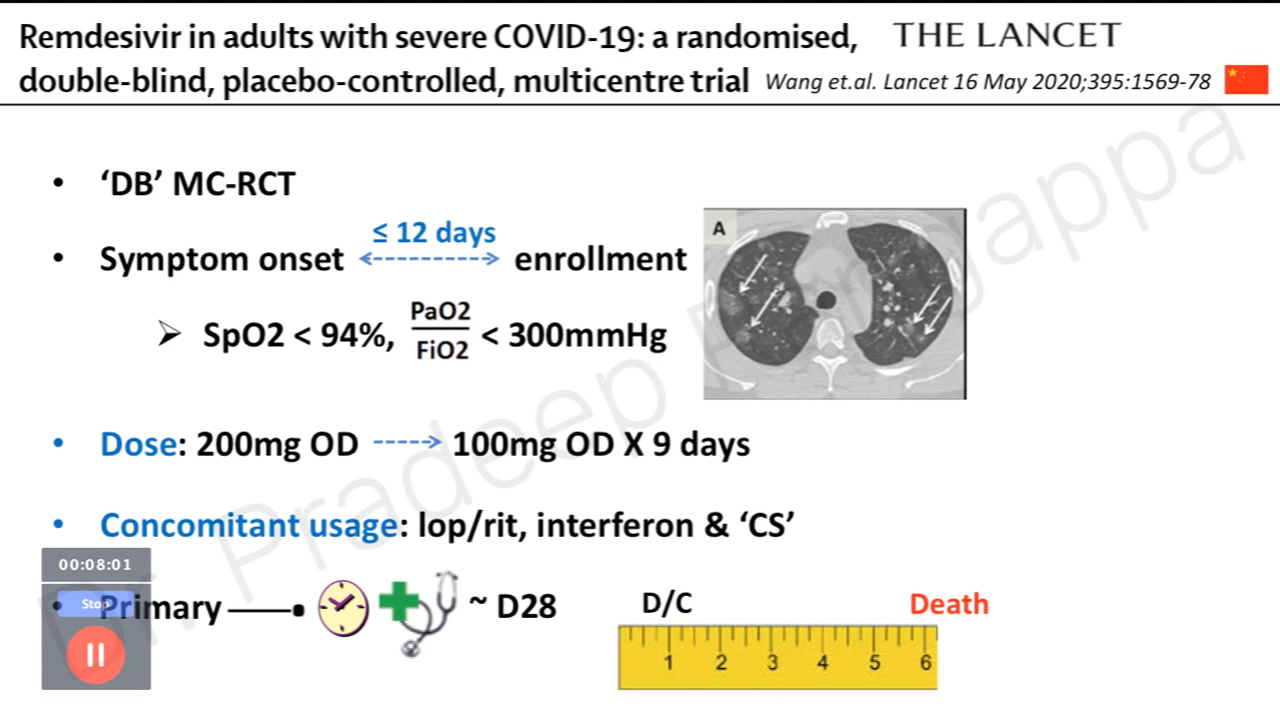 Remdesivir in adults with severe COVID-19: a randomised, THE LANCET
double-blind, placebo-controlled, multicentre trial Wang et.al. Lancet 16 May 2020;395:1569-78
• ‘DB’ MC-RCT
≤ 12 days
• Symptom onset enrollment
A
➢ SpO2 < 94%, PaO2
FiO2 < 300mmHg
• Dose: 200mg OD 100mg OD X 9 days
• Concomitant usage: lop/rit, interferon & ‘CS’
00:08:01
Stop
• Primary ~ D28
D/C Death
1 2 3 4 5 6
Dr. Pradeep Rangappa